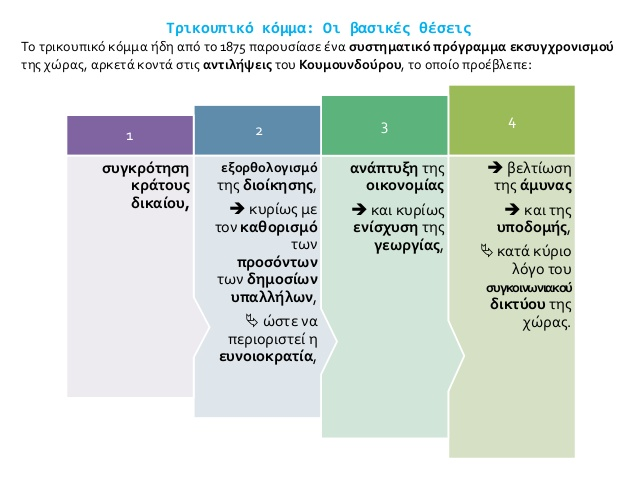 Τρικουπικό κόμμα: Οι βασικές θέσεις
Το τρικουπικό κόμμα ήδη από το 1875 παρουσίασε ένα συστηματικό πρόγραμμα εκσυγχρονισμού
της χώρας, αρκετά κοντά στις αντιλήψεις του Κουμουνδούρου, το οποίο προέβλεπε:
1
συγκρότηση
κράτους
δικαίου,
2
εξορθολογισμό
της διοίκησης,
➔ κυρίως με
τον καθορισμό
των
προσόντων
των δημοσίων
υπαλλήλων,
⮡ ώστε να
περιοριστεί η
ευνοιοκρατία,
3
ανάπτυξη της
οικονομίας
➔ και κυρίως
ενίσχυση της
γεωργίας,
4
➔ βελτίωση
της άμυνας
➔ και της
υποδομής,
⮡ κατά κύριο
λόγο του
συγκοινωνιακού
δικτύου της
χώρας.